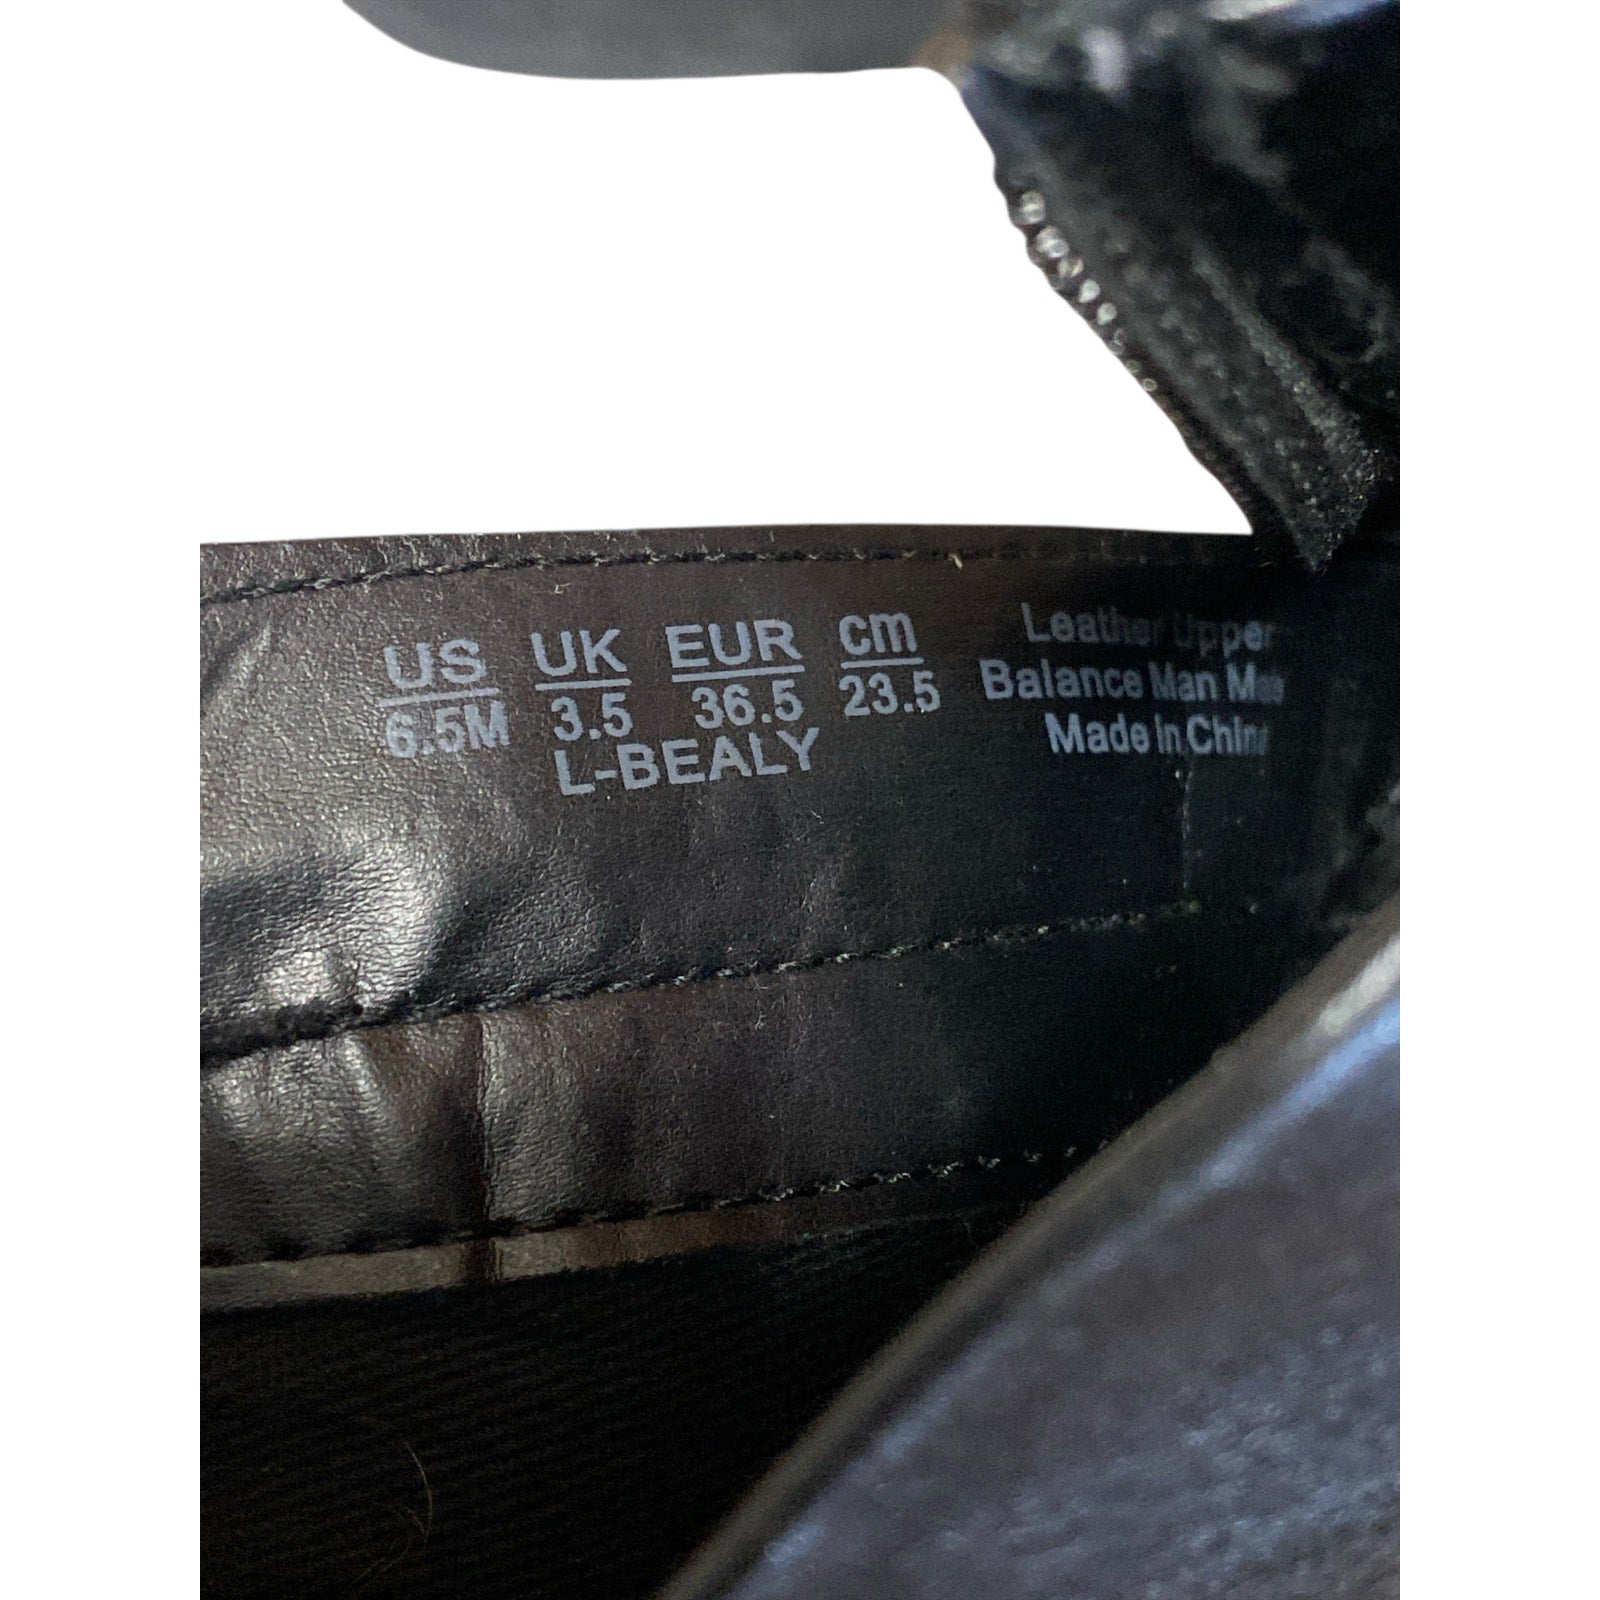 US UK EUR cm
6.5M 3.5 36.5 23.5
L-BEALY
Leather Upper
Balance Man Made
Made in China